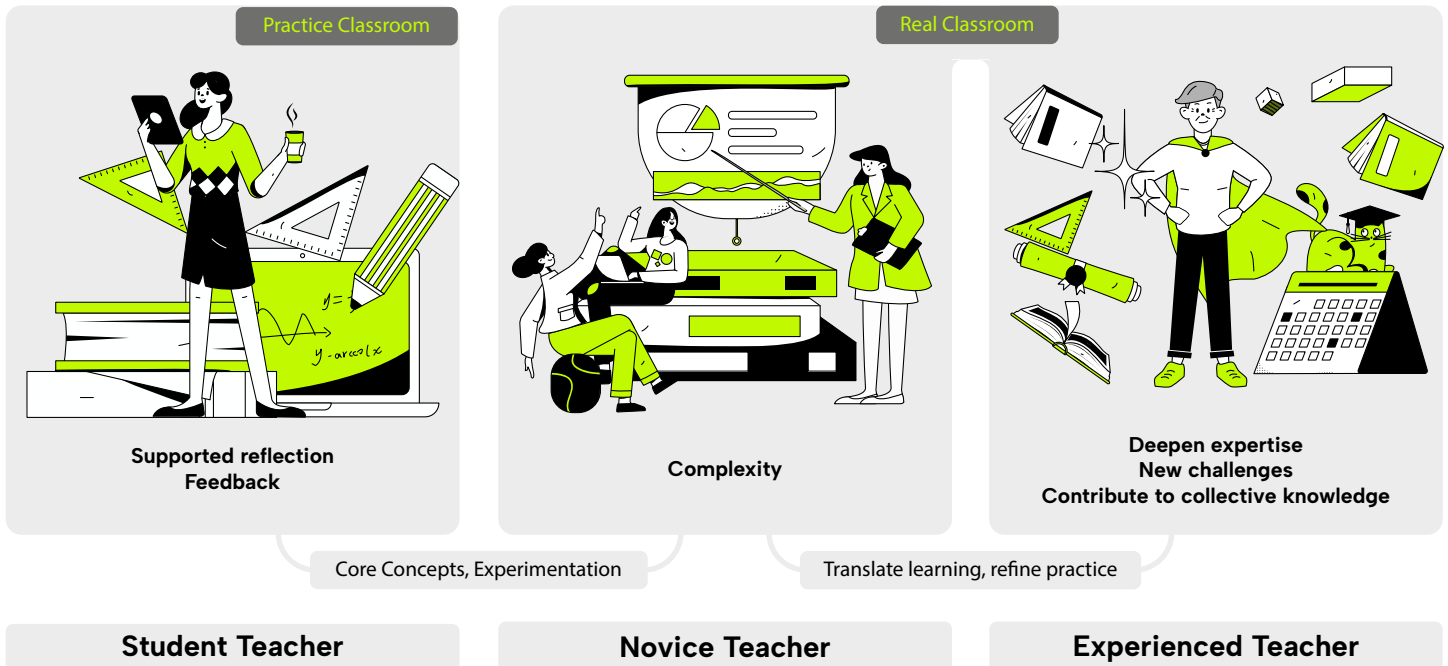 Practice Classroom
Real Classroom
y=
y-arccos(x
Supported reflection
Feedback
Complexity
Deepen expertise
New challenges
Contribute to collective knowledge
Core Concepts, Experimentation
Translate learning, refine practice
Student Teacher
Novice Teacher
Experienced Teacher